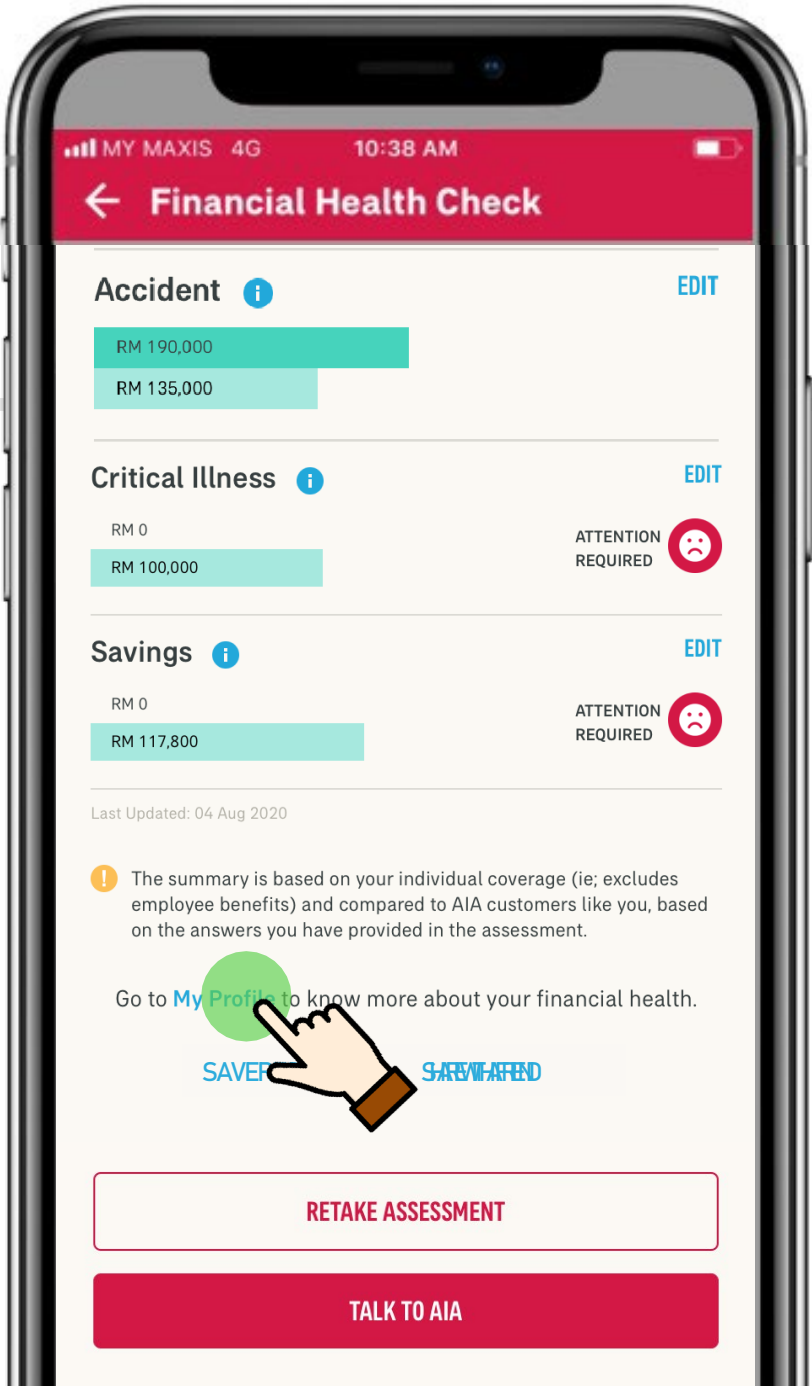 MY MAXIS 4G 10:38 AM
Financial Health Check
Accident EDIT
RM 190,000
RM 135,000
Critical Illness EDIT
RM 0
ATTENTION
REQUIRED
RM 100,000
Savings EDIT
RM 0
ATTENTION
REQUIRED
RM 117,800
Last Updated: 04 Aug 2020
The summary is based on your individual coverage (ie; excludes
employee benefits) and compared to AIA customers like you, based
on the answers you have provided in the assessment.
Go to My Profile to know more about your financial health.
RETAKE ASSESSMENT
TALK TO AIA